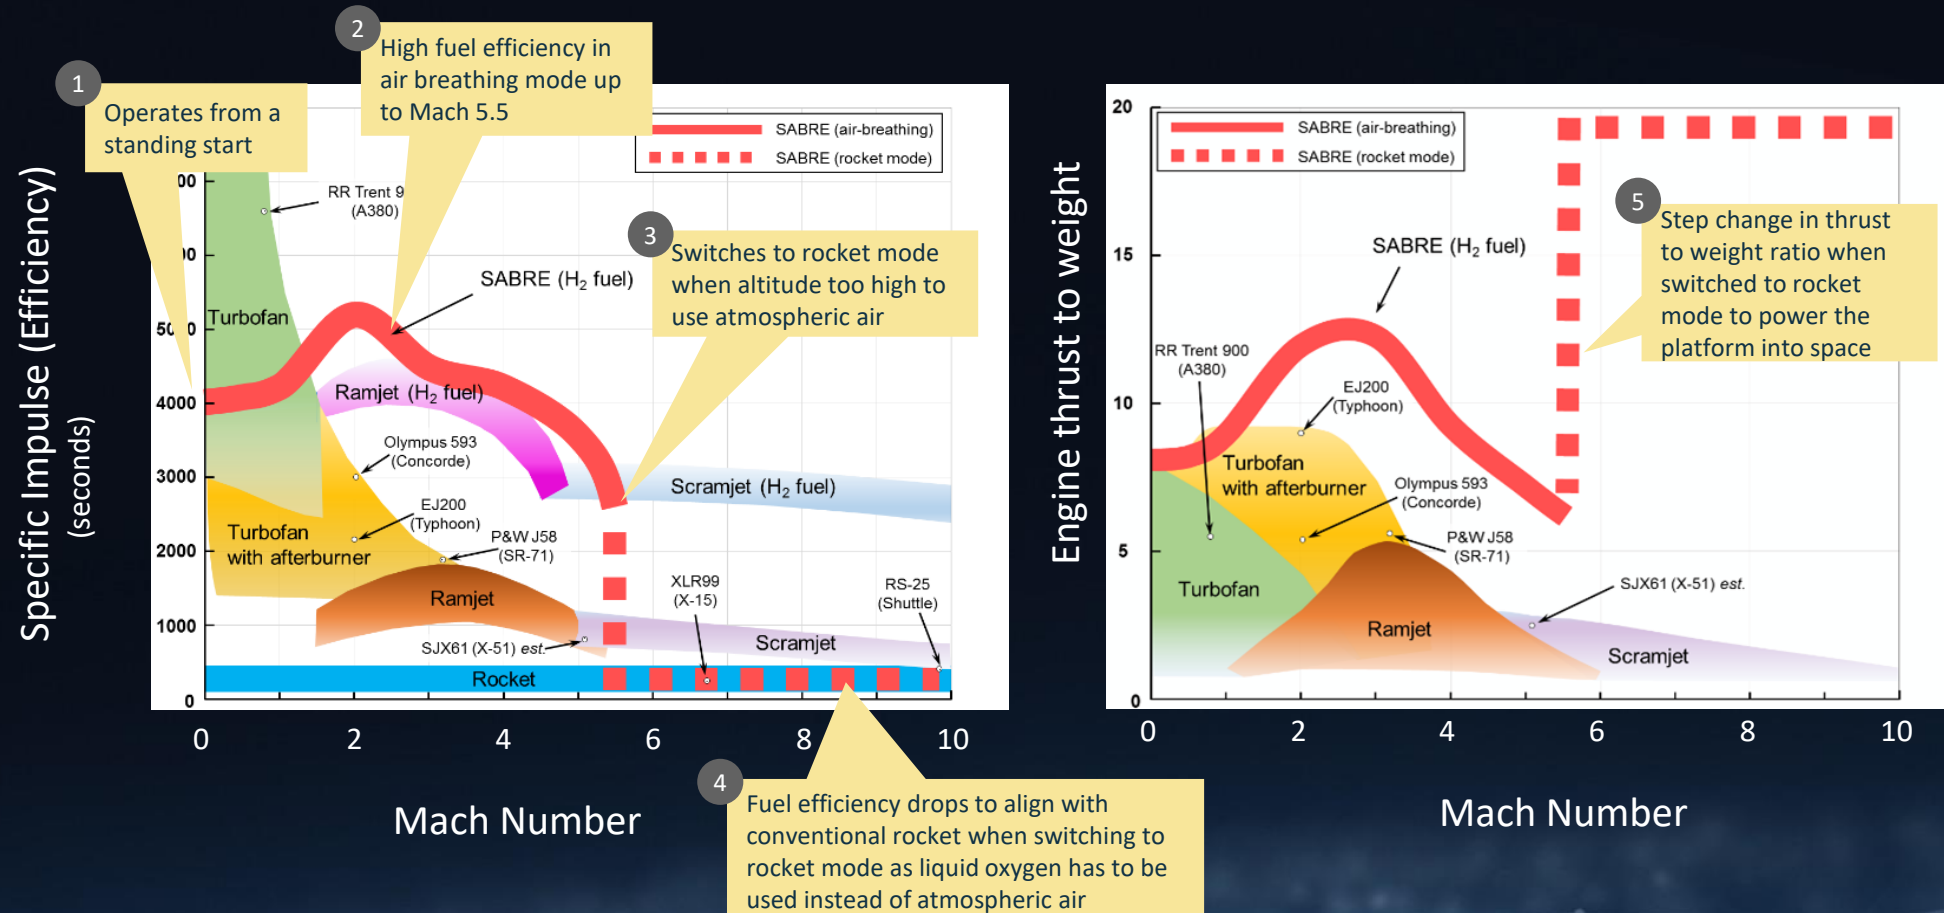 1
Operates from a
standing start
2
High fuel efficiency in
air breathing mode up
to Mach 5.5
SABRE (air-breathing)
SABRE (rocket mode)
RR Trent 9
(A380)
3
Switches to rocket mode
when altitude too high to
use atmospheric air
SABRE (H₂ fuel)
Turbofan
4000
3000
2000
1000
0
Ramjet (H₂ fuel)
Olympus 593
(Concorde)
Scramjet (H₂ fuel)
EJ200
(Typhoon)
Turbofan
with afterburner
P&W J58
(SR-71)
XLR99
(X-15)
RS-25
(Shuttle)
Ramjet
SJX61 (X-51) est.
Scramjet
Rocket
0 2 4 6 8 10
Mach Number
Specific Impulse (Efficiency)
(seconds)
4
Fuel efficiency drops to align with
conventional rocket when switching to
rocket mode as liquid oxygen has to be
used instead of atmospheric air
Engine thrust to weight
20
15
10
5
0
SABRE (air-breathing)
SABRE (rocket mode)
5
Step change in thrust
to weight ratio when
switched to rocket
mode to power the
platform into space
SABRE (H₂ fuel)
RR Trent 900
(A380)
EJ200
(Typhoon)
Turbofan
with afterburner
Olympus 593
(Concorde)
P&W J58
(SR-71)
Turbofan
SJX61 (X-51) est.
Ramjet
Scramjet
0 2 4 6 8 10
Mach Number